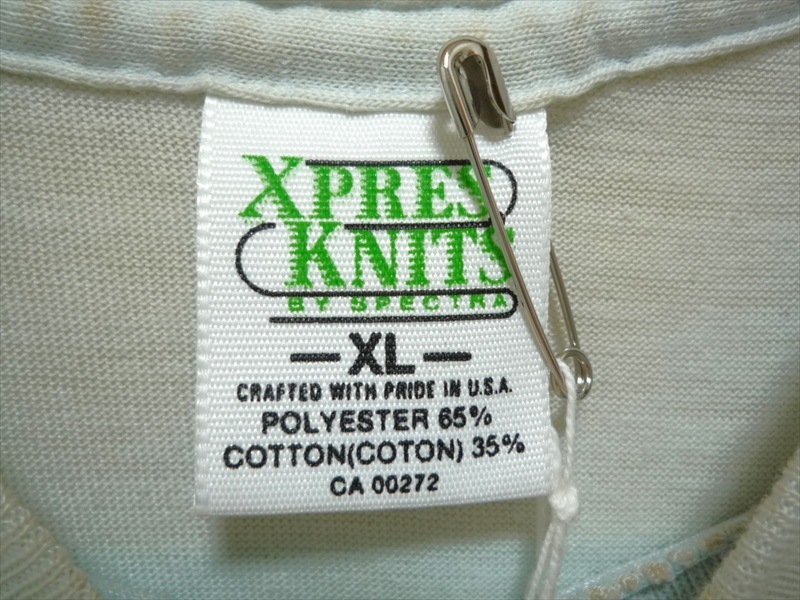 XPRES
KNITS
BY SPECTRA
— XL —
CRAFTED WITH PRIDE IN U.S.A.
POLYESTER 65%
COTTON(COTON) 35%
CA 00272